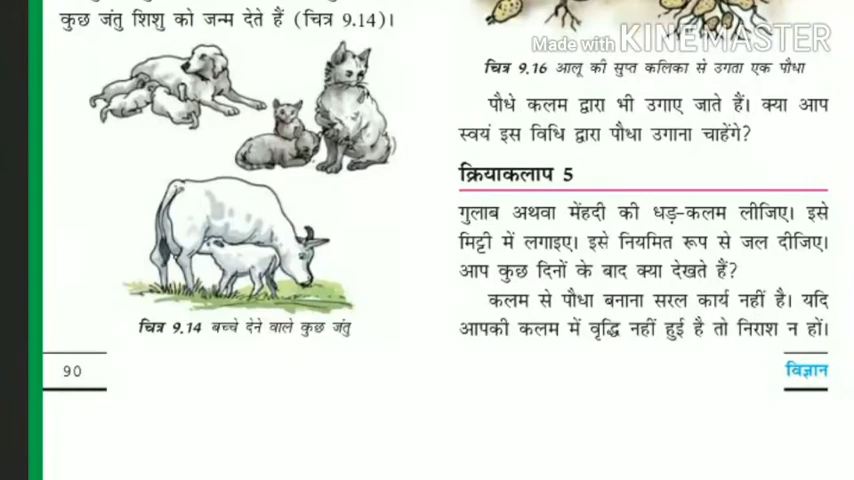 कुछ जंतु शिशु को जन्म देते हैं (चित्र 9.14)।
चित्र 9.14 बच्चे देने वाले कुछ जंतु
90
Made with KINEMASTER
चित्र 9.16 आलू की सुप्त कलिका से उगता एक पौधा
पौधे कलम द्वारा भी उगाए जाते हैं। क्या आप
स्वयं इस विधि द्वारा पौधा उगाना चाहेंगे?
क्रियाकलाप 5
गुलाब अथवा मेंहदी की धड़-कलम लीजिए। इसे
मिट्टी में लगाइए। इसे नियमित रूप से जल दीजिए।
आप कुछ दिनों के बाद क्या देखते हैं?
कलम से पौधा बनाना सरल कार्य नहीं है। यदि
आपकी कलम में वृद्धि नहीं हुई है तो निराश न हों।
विज्ञान